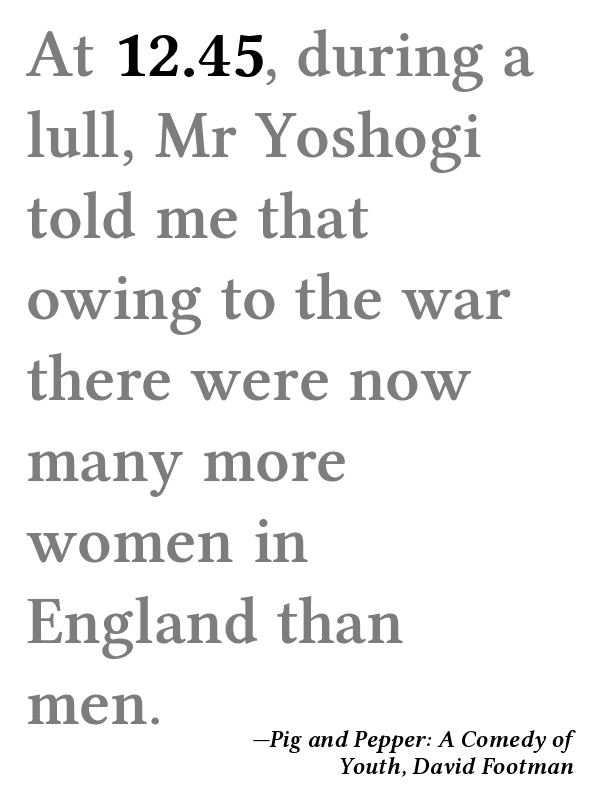 At 12.45, during a
lull, Mr Yoshogi
told me that
owing to the war
there were now
many more
women in
England than
men.
—Pig and Pepper: A Comedy of
Youth, David Footman